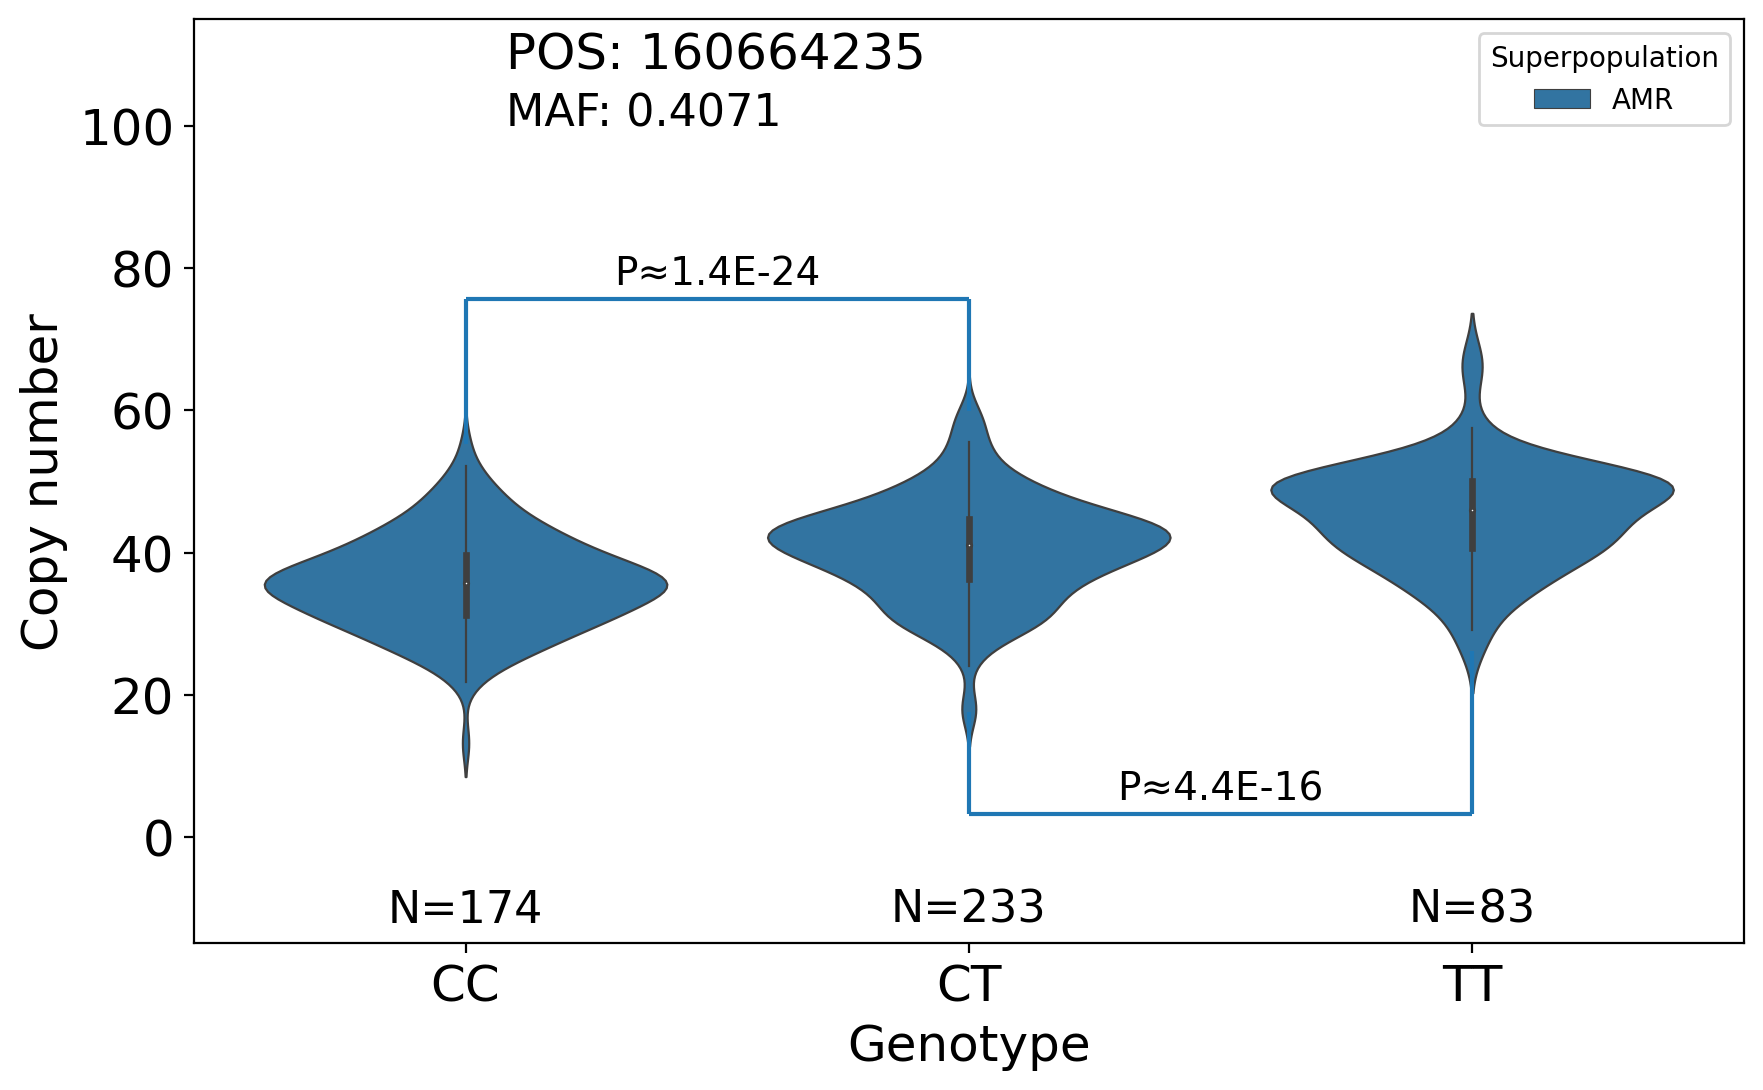 POS: 160664235
MAF: 0.4071
Superpopulation
AMR
Copy number
100
80
60
40
20
0
P≈1.4E-24
P≈4.4E-16
N=174
N=233
N=83
CC
CT
TT
Genotype